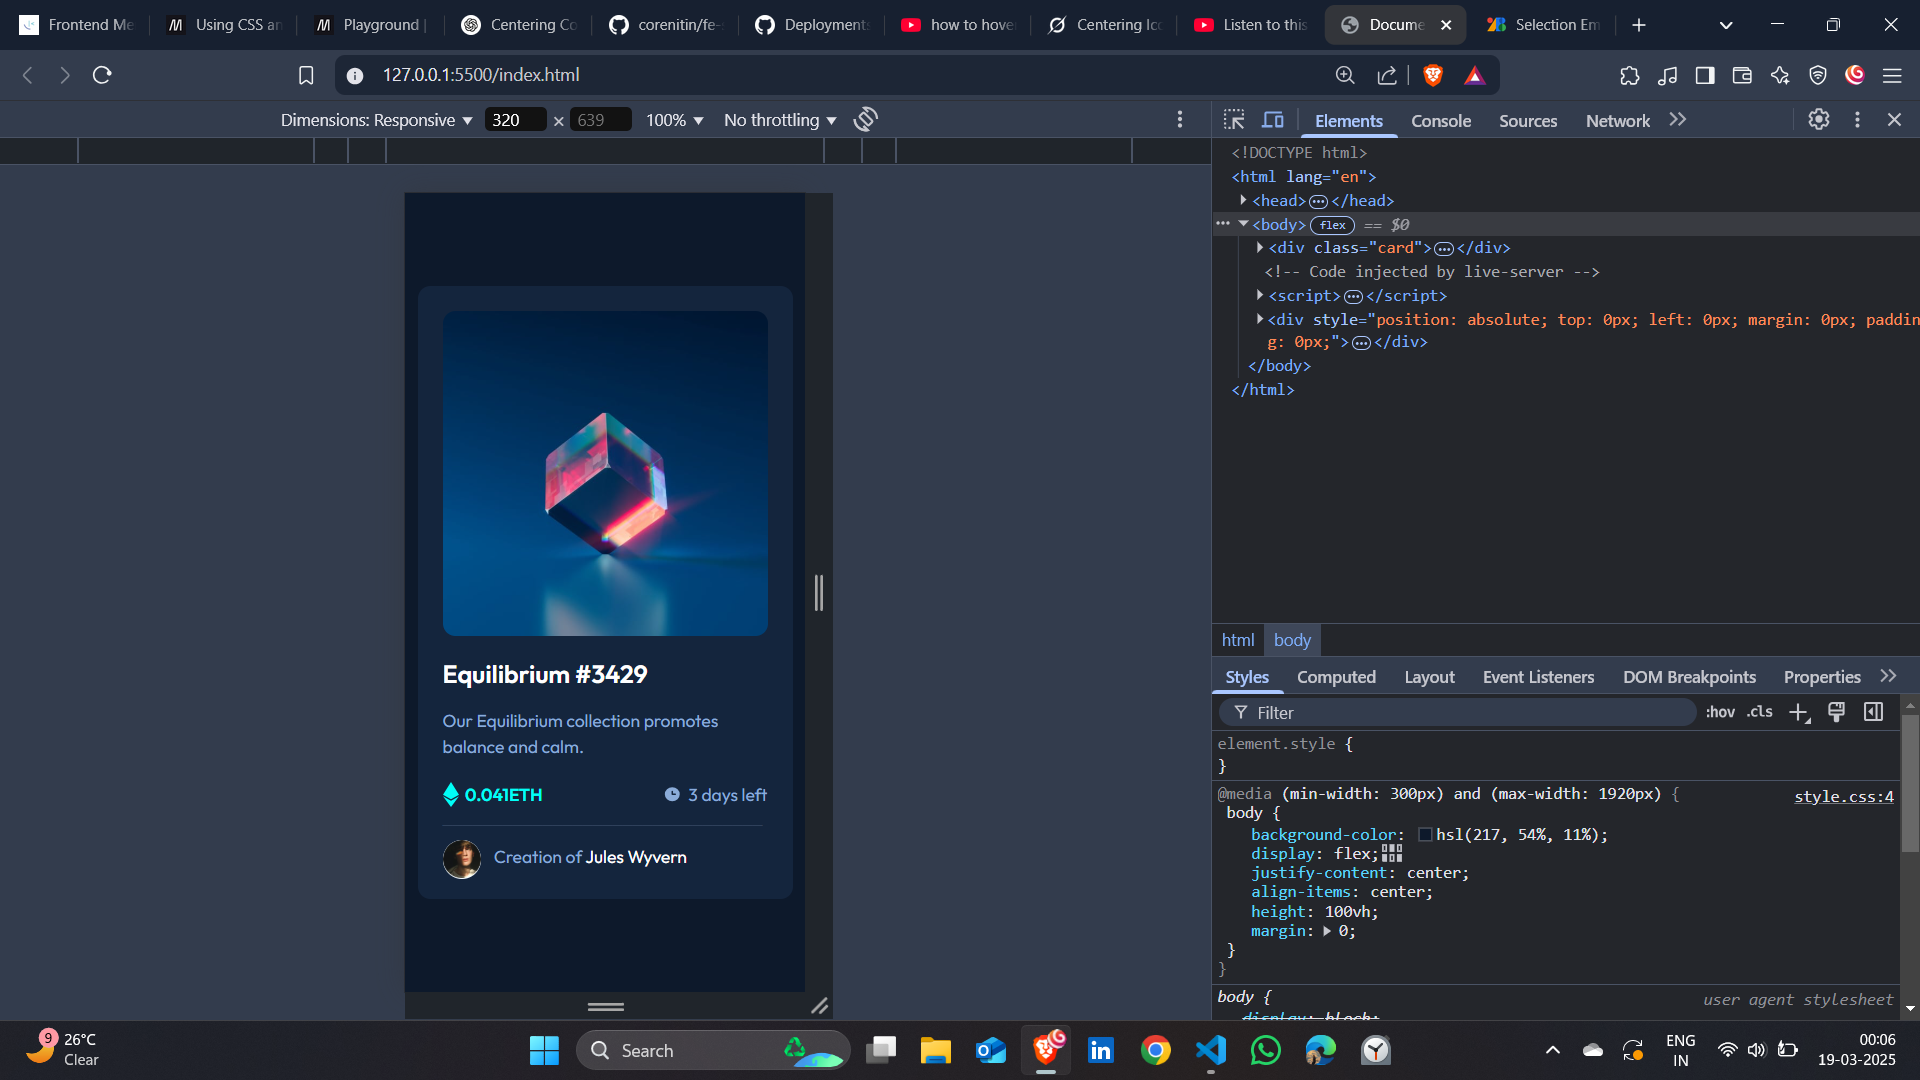 Frontend Me
Using CSS an
Playground |
Centering Co
corenitin/fe-
Deployments
how to hove
Centering Ico
Listen to this
Docume
Selection Em
127.0.0.1:5500/index.html
Dimensions: Responsive
320
×
639
100%
No throttling
Elements
Console
Sources
Network
<!DOCTYPE html>
<html lang="en">
<head>…</head>
<body> flex == $0
<div class="card">…</div>
<!-- Code injected by live-server -->
<script>…</script>
<div style="position: absolute; top: 0px; left: 0px; margin: 0px; paddin
g: 0px;">…</div>
</body>
</html>
Equilibrium #3429
Our Equilibrium collection promotes
balance and calm.
0.041ETH
3 days left
Creation of Jules Wyvern
html
body
Styles
Computed
Layout
Event Listeners
DOM Breakpoints
Properties
Filter
:hov
.cls
element.style {
}
@media (min-width: 300px) and (max-width: 1920px) {
style.css:4
body {
background-color: hsl(217, 54%, 11%);
display: flex;
justify-content: center;
align-items: center;
height: 100vh;
margin: 0;
}
}
body {
user agent stylesheet
display: block;
9
26°C
Clear
Search
ENG
IN
00:06
19-03-2025